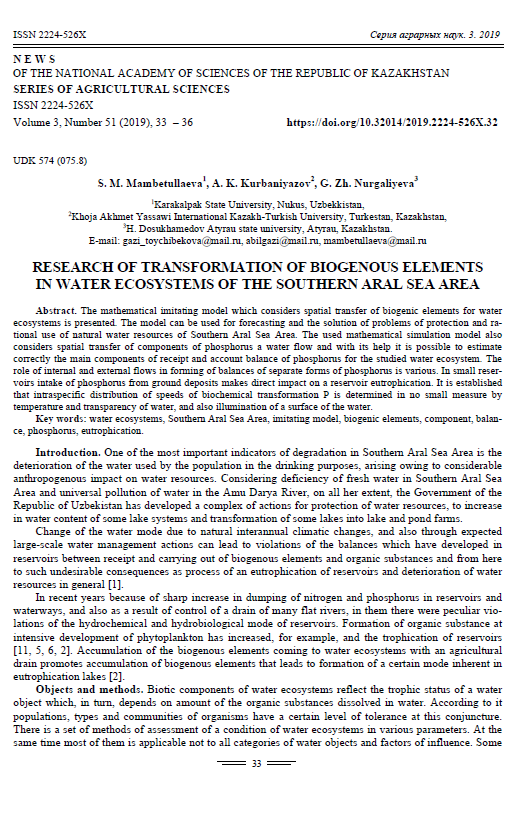 ISSN 2224-526X Серия аграрных наук. 3. 2019
N E W S
OF THE NATIONAL ACADEMY OF SCIENCES OF THE REPUBLIC OF KAZAKHSTAN
SERIES OF AGRICULTURAL SCIENCES
ISSN 2224-526X
Volume 3, Number 51 (2019), 33 – 36 https://doi.org/10.32014/2019.2224-526X.32
UDK 574 (075.8)
S. M. Mambetullaeva¹, A. K. Kurbaniyazov², G. Zh. Nurgaliyeva³
¹Karakalpak State University, Nukus, Uzbekkistan,
²Khoja Akhmet Yassawi International Kazakh-Turkish University, Turkestan, Kazakhstan,
³H. Dosukhamedov Atyrau state university, Atyrau, Kazakhstan.
E-mail: gazi_toychibekova@mail.ru, abilgazi@mail.ru, mambetullaeva@mail.ru
RESEARCH OF TRANSFORMATION OF BIOGENOUS ELEMENTS
IN WATER ECOSYSTEMS OF THE SOUTHERN ARAL SEA AREA
Abstract. The mathematical imitating model which considers spatial transfer of biogenic elements for water
ecosystems is presented. The model can be used for forecasting and the solution of problems of protection and ra-
tional use of natural water resources of Southern Aral Sea Area. The used mathematical simulation model also
considers spatial transfer of components of phosphorus a water flow and with its help it is possible to estimate
correctly the main components of receipt and account balance of phosphorus for the studied water ecosystem. The
role of internal and external flows in forming of balances of separate forms of phosphorus is various. In small reser-
voirs intake of phosphorus from ground deposits makes direct impact on a reservoir eutrophication. It is established
that intraspecific distribution of speeds of biochemical transformation P is determined in no small measure by
temperature and transparency of water, and also illumination of a surface of the water.
Key words: water ecosystems, Southern Aral Sea Area, imitating model, biogenic elements, component, balan-
ce, phosphorus, eutrophication.
Introduction. One of the most important indicators of degradation in Southern Aral Sea Area is the
deterioration of the water used by the population in the drinking purposes, arising owing to considerable
anthropogenous impact on water resources. Considering deficiency of fresh water in Southern Aral Sea
Area and universal pollution of water in the Amu Darya River, on all her extent, the Government of the
Republic of Uzbekistan has developed a complex of actions for protection of water resources, to increase
in water content of some lake systems and transformation of some lakes into lake and pond farms.
Change of the water mode due to natural interannual climatic changes, and also through expected
large-scale water management actions can lead to violations of the balances which have developed in
reservoirs between receipt and carrying out of biogenous elements and organic substances and from here
to such undesirable consequences as process of an eutrophication of reservoirs and deterioration of water
resources in general [1].
In recent years because of sharp increase in dumping of nitrogen and phosphorus in reservoirs and
waterways, and also as a result of control of a drain of many flat rivers, in them there were peculiar vio-
lations of the hydrochemical and hydrobiological mode of reservoirs. Formation of organic substance at
intensive development of phytoplankton has increased, for example, and the trophication of reservoirs
[11, 5, 6, 2]. Accumulation of the biogenous elements coming to water ecosystems with an agricultural
drain promotes accumulation of biogenous elements that leads to formation of a certain mode inherent in
eutrophication lakes [2].
Objects and methods. Biotic components of water ecosystems reflect the trophic status of a water
object which, in turn, depends on amount of the organic substances dissolved in water. According to it
populations, types and communities of organisms have a certain level of tolerance at this conjuncture.
There is a set of methods of assessment of a condition of water ecosystems in various parameters. At the
same time most of them is applicable not to all categories of water objects and factors of influence. Some
33